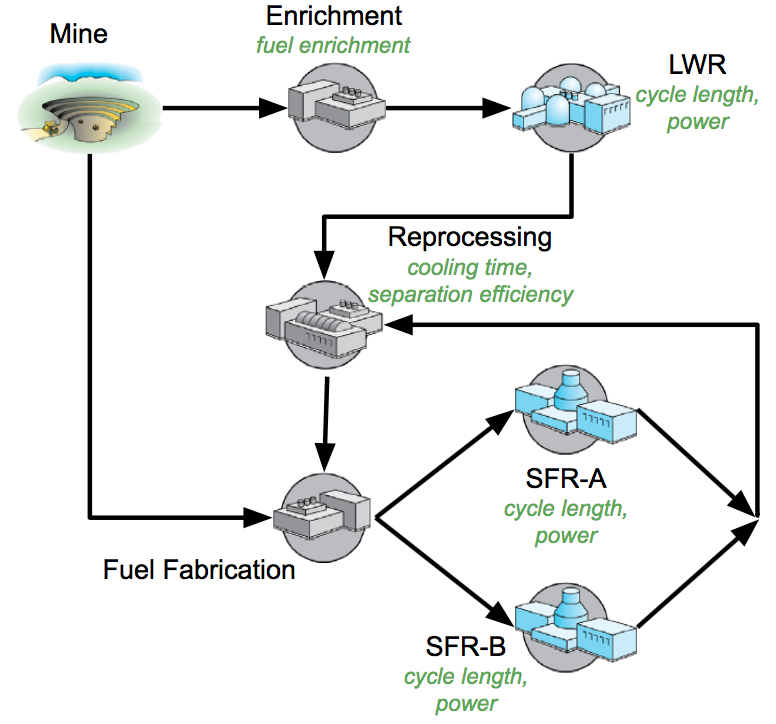 Mine
Enrichment
fuel enrichment
LWR
cycle length,
power
Reprocessing
cooling time,
separation efficiency
SFR-A
cycle length,
power
Fuel Fabrication
SFR-B
cycle length,
power